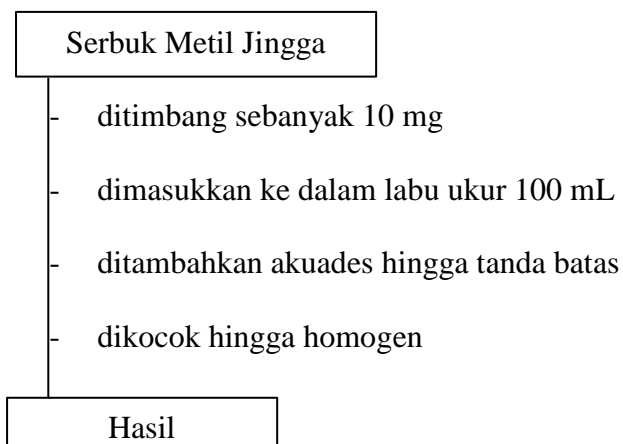 Serbuk Metil Jingga
- ditimbang sebanyak 10 mg
- dimasukkan ke dalam labu ukur 100 mL
- ditambahkan akuades hingga tanda batas
- dikocok hingga homogen
Hasil